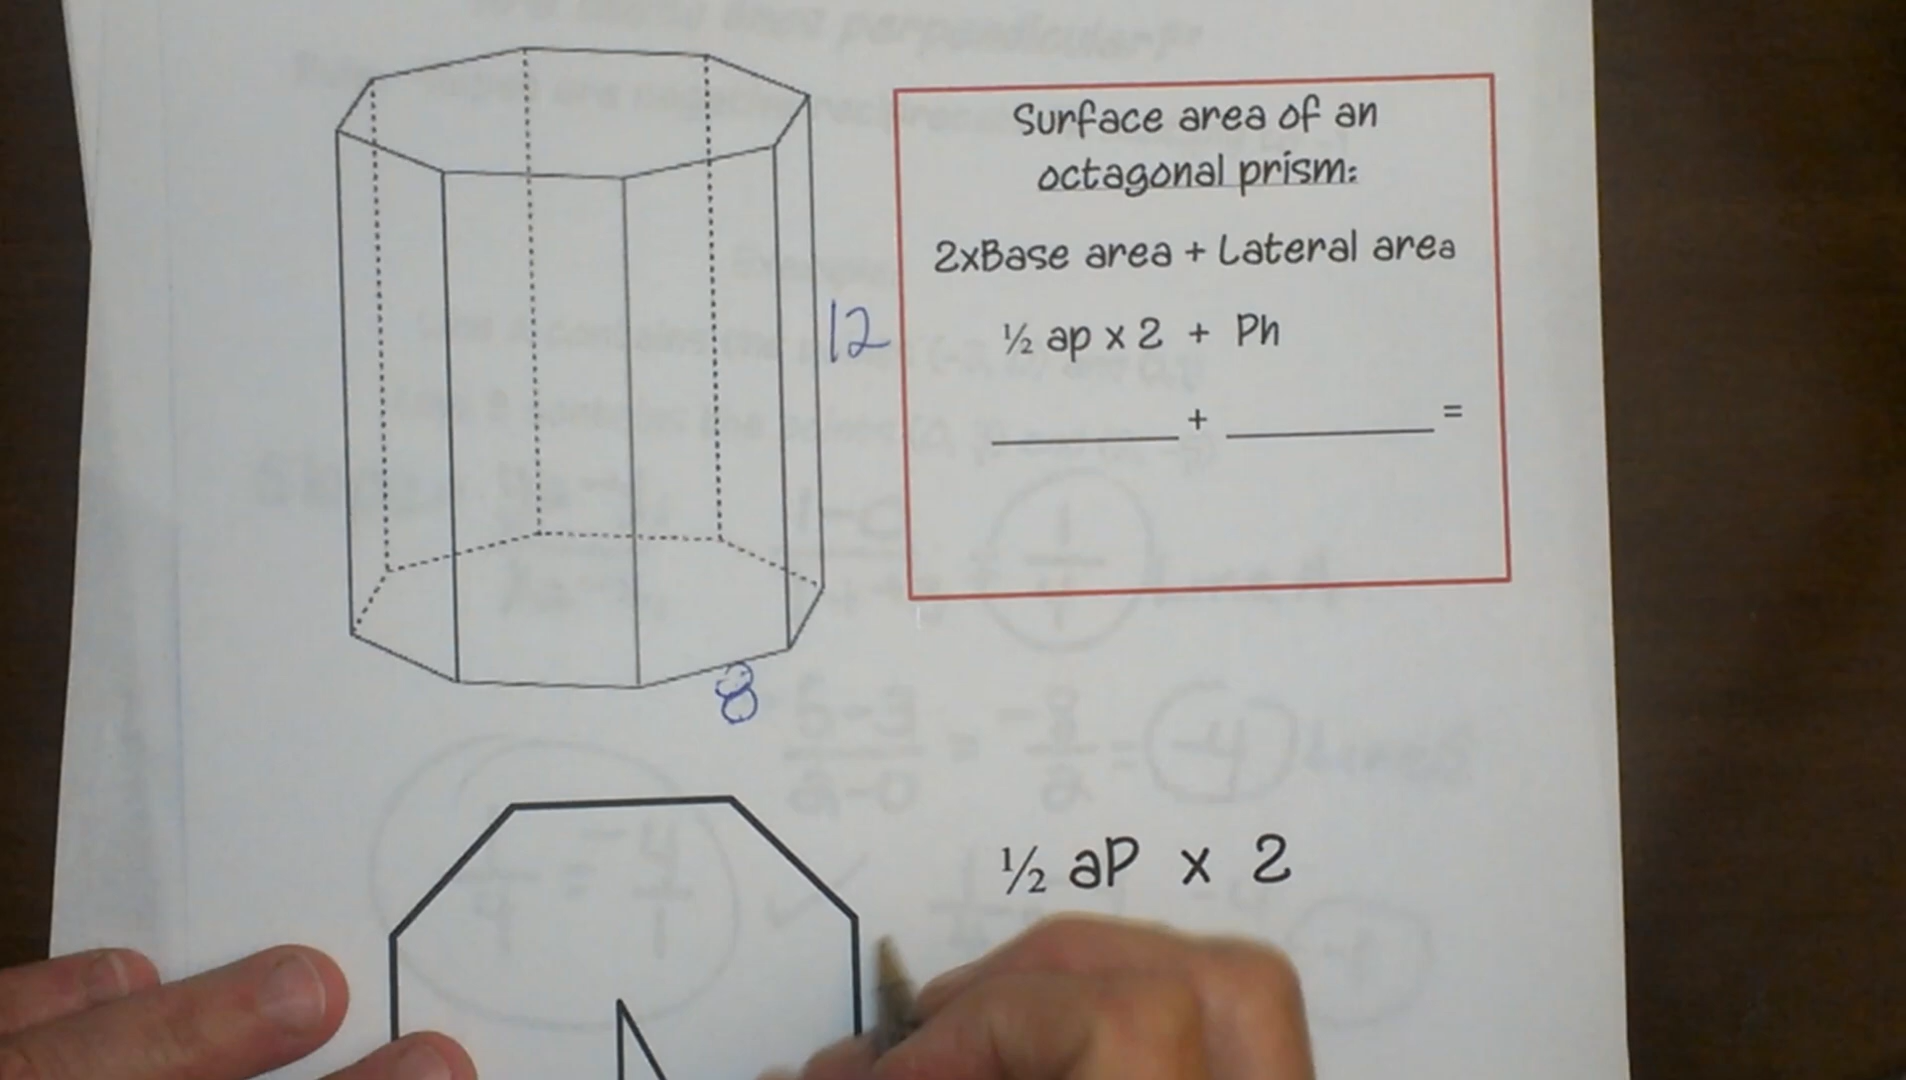 Surface area of an
octagonal prism:
2xBase area + Lateral area
½ ap x 2 + Ph
+ =
12
8
½ aP x 2